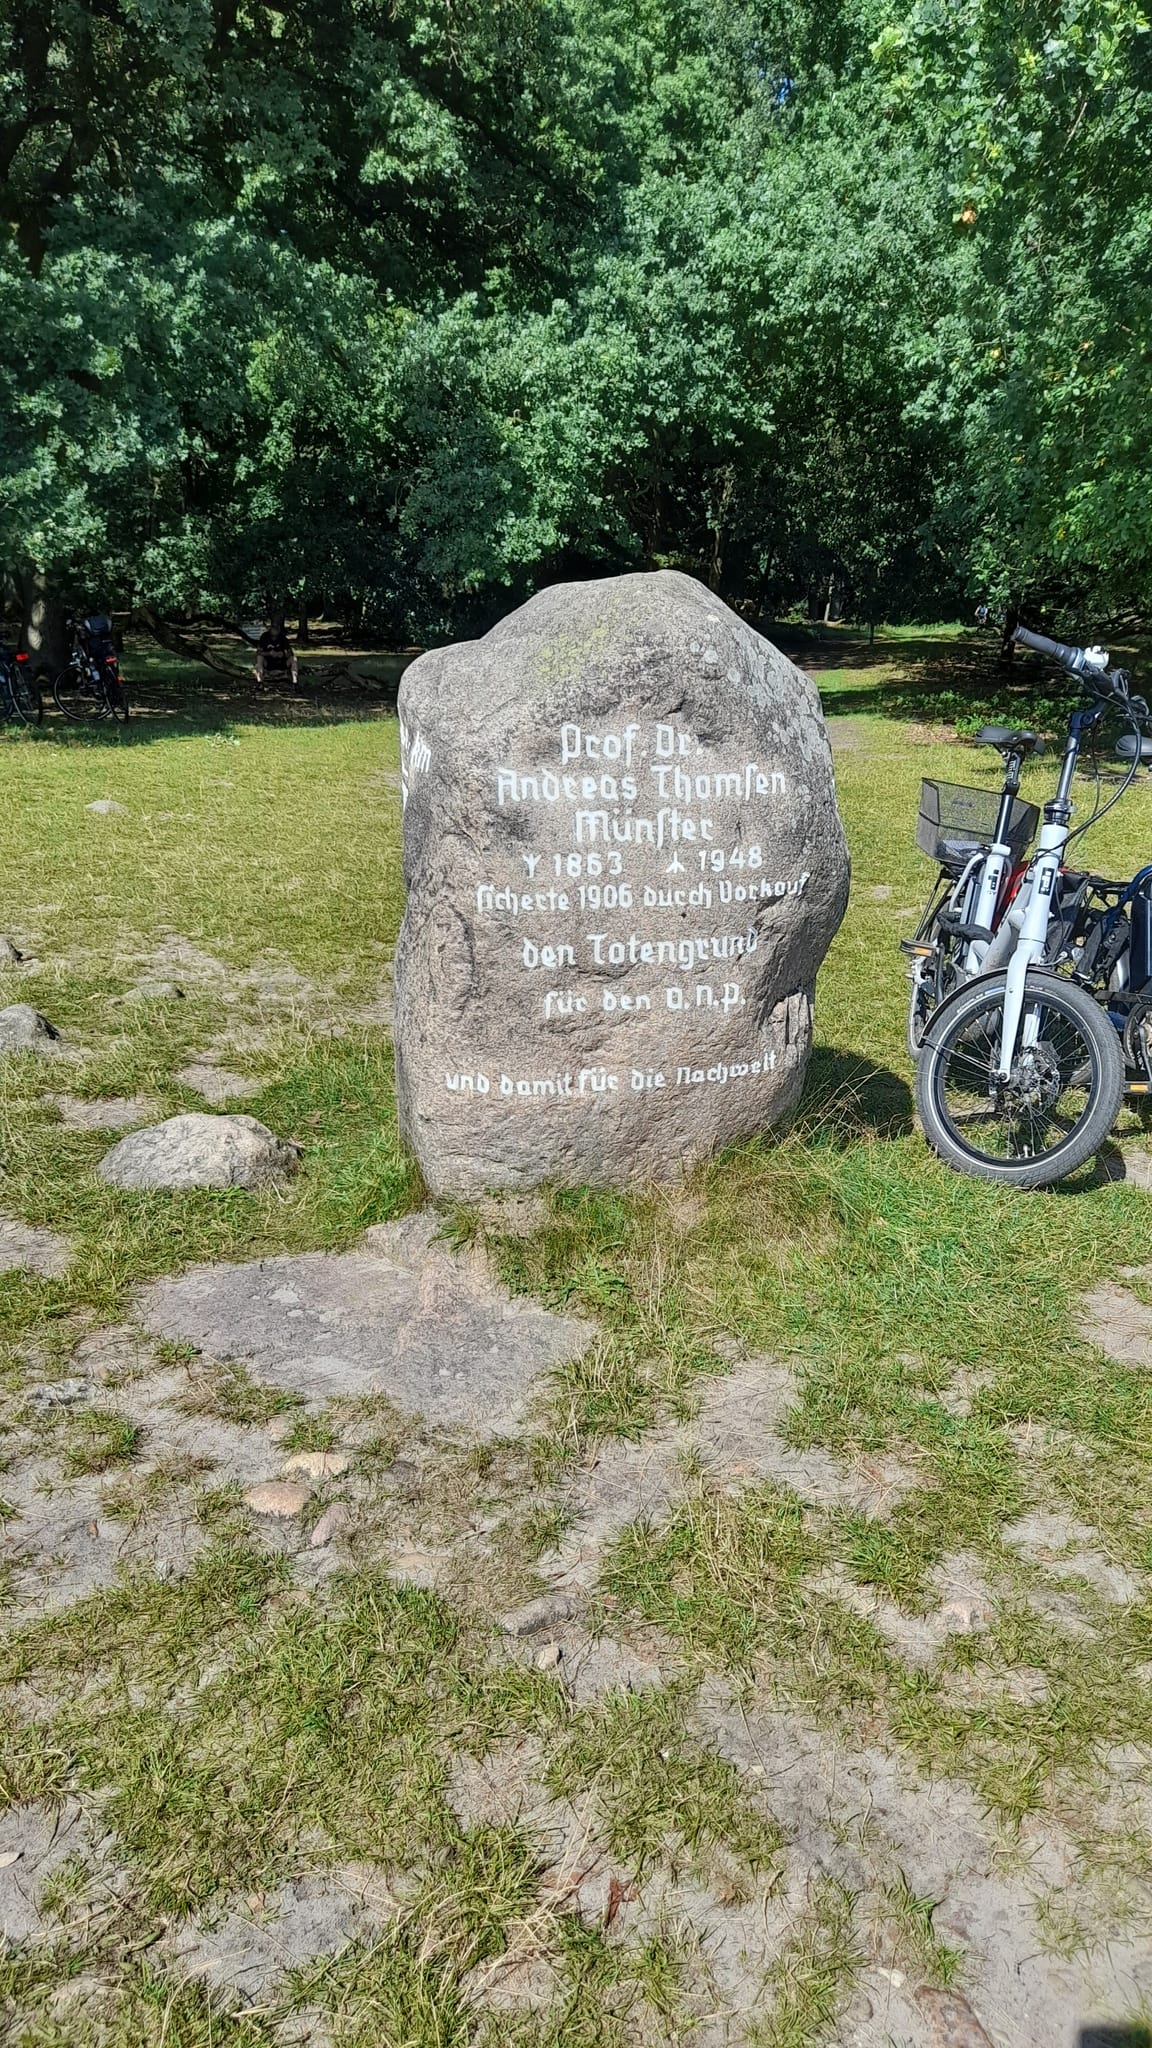 Prof Dr.
Andreas Thomsen
Münster
ᛉ 1863 ᛣ 1948
sicherte 1906 durch Vorkauf
den Totengrund
für den V.N.P.
und damit für die Nachwelt